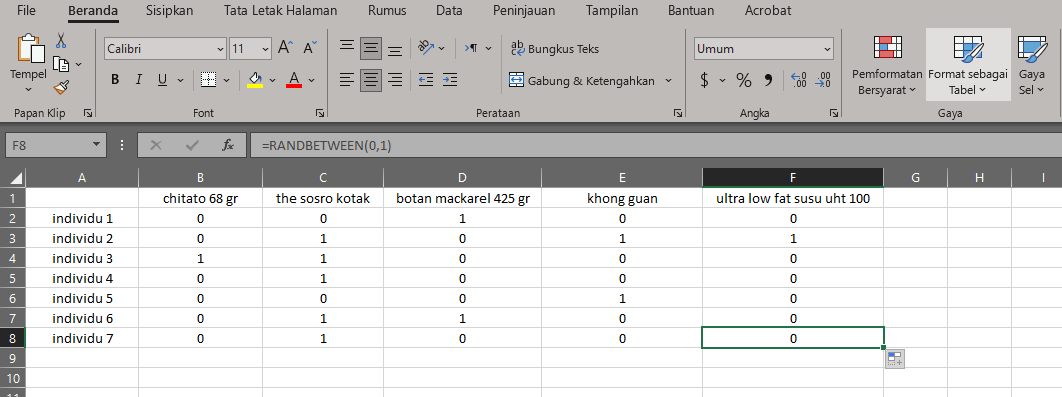 File Beranda Sisipkan Tata Letak Halaman Rumus Data Peninjauan Tampilan Bantuan Acrobat
Tempel
Calibri 11
B I U
ab Bungkus Teks
Gabung & Ketengahkan
Umum
$ % 9 .00
Pemformatan Bersyarat
Format sebagai Tabel
Gaya Sel
Papan Klip Font Perataan Angka Gaya
F8 fx =RANDBETWEEN(0,1)
A B C D E F G H I
1 chitato 68 gr the sosro kotak botan mackarel 425 gr khong guan ultra low fat susu uht 100
2 individu 1 0 0 1 0 0
3 individu 2 0 1 0 1 1
4 individu 3 1 1 0 0 0
5 individu 4 0 1 0 0 0
6 individu 5 0 0 0 1 0
7 individu 6 0 1 1 0 0
8 individu 7 0 1 0 0 0
9
10
11